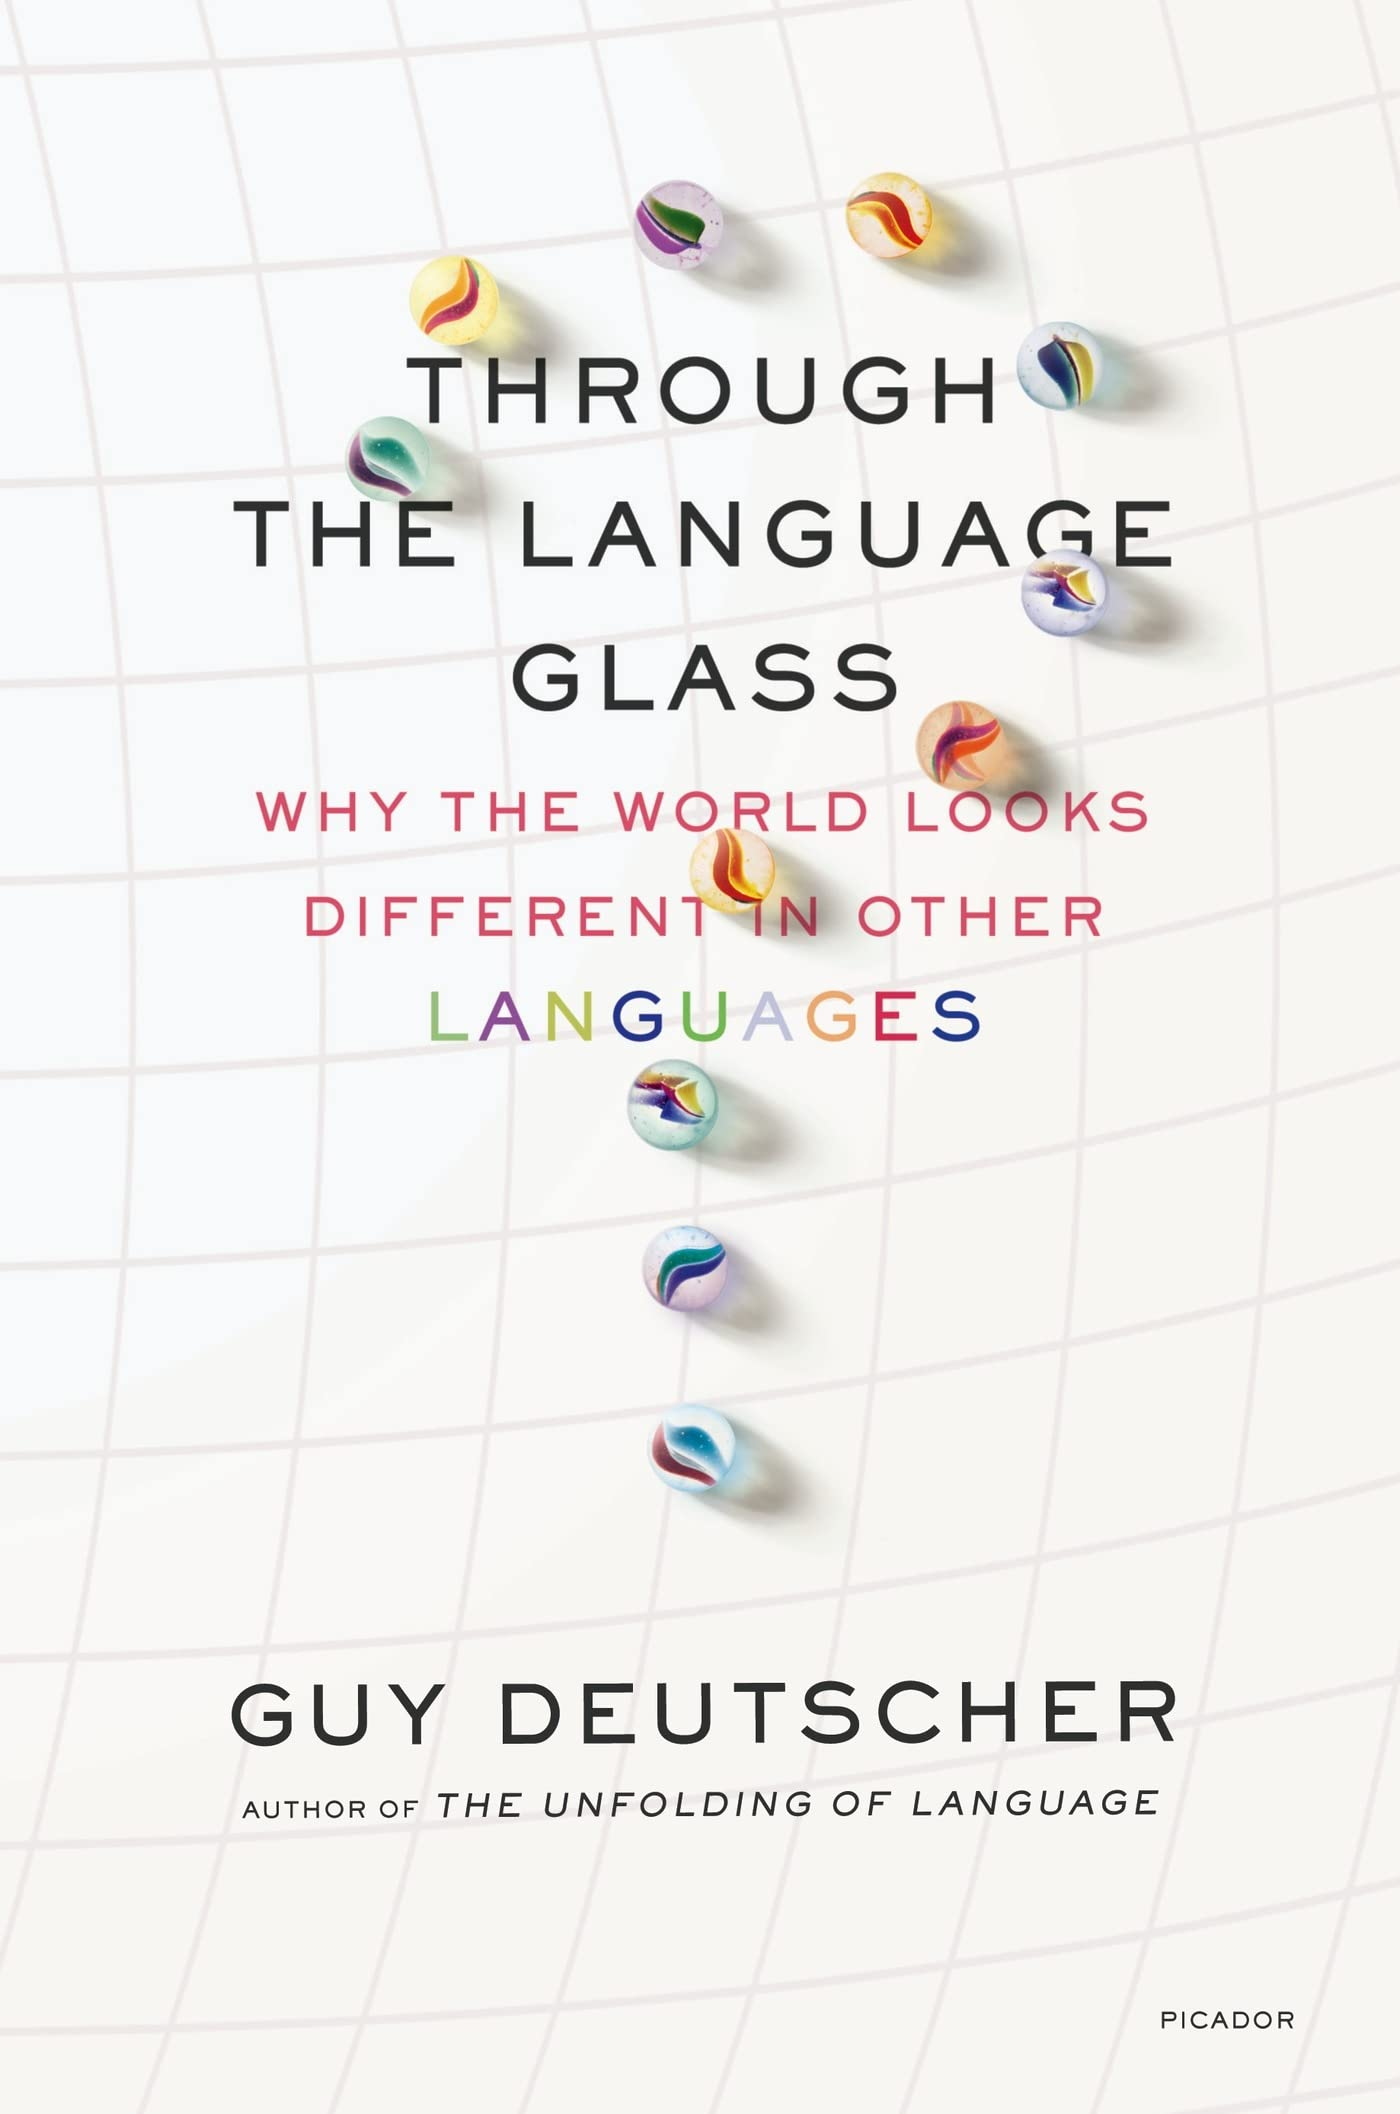 THROUGH
THE LANGUAGE
GLASS
WHY THE WORLD LOOKS
DIFFERENT IN OTHER
LANGUAGES
GUY DEUTSCHER
AUTHOR OF THE UNFOLDING OF LANGUAGE
PICADOR